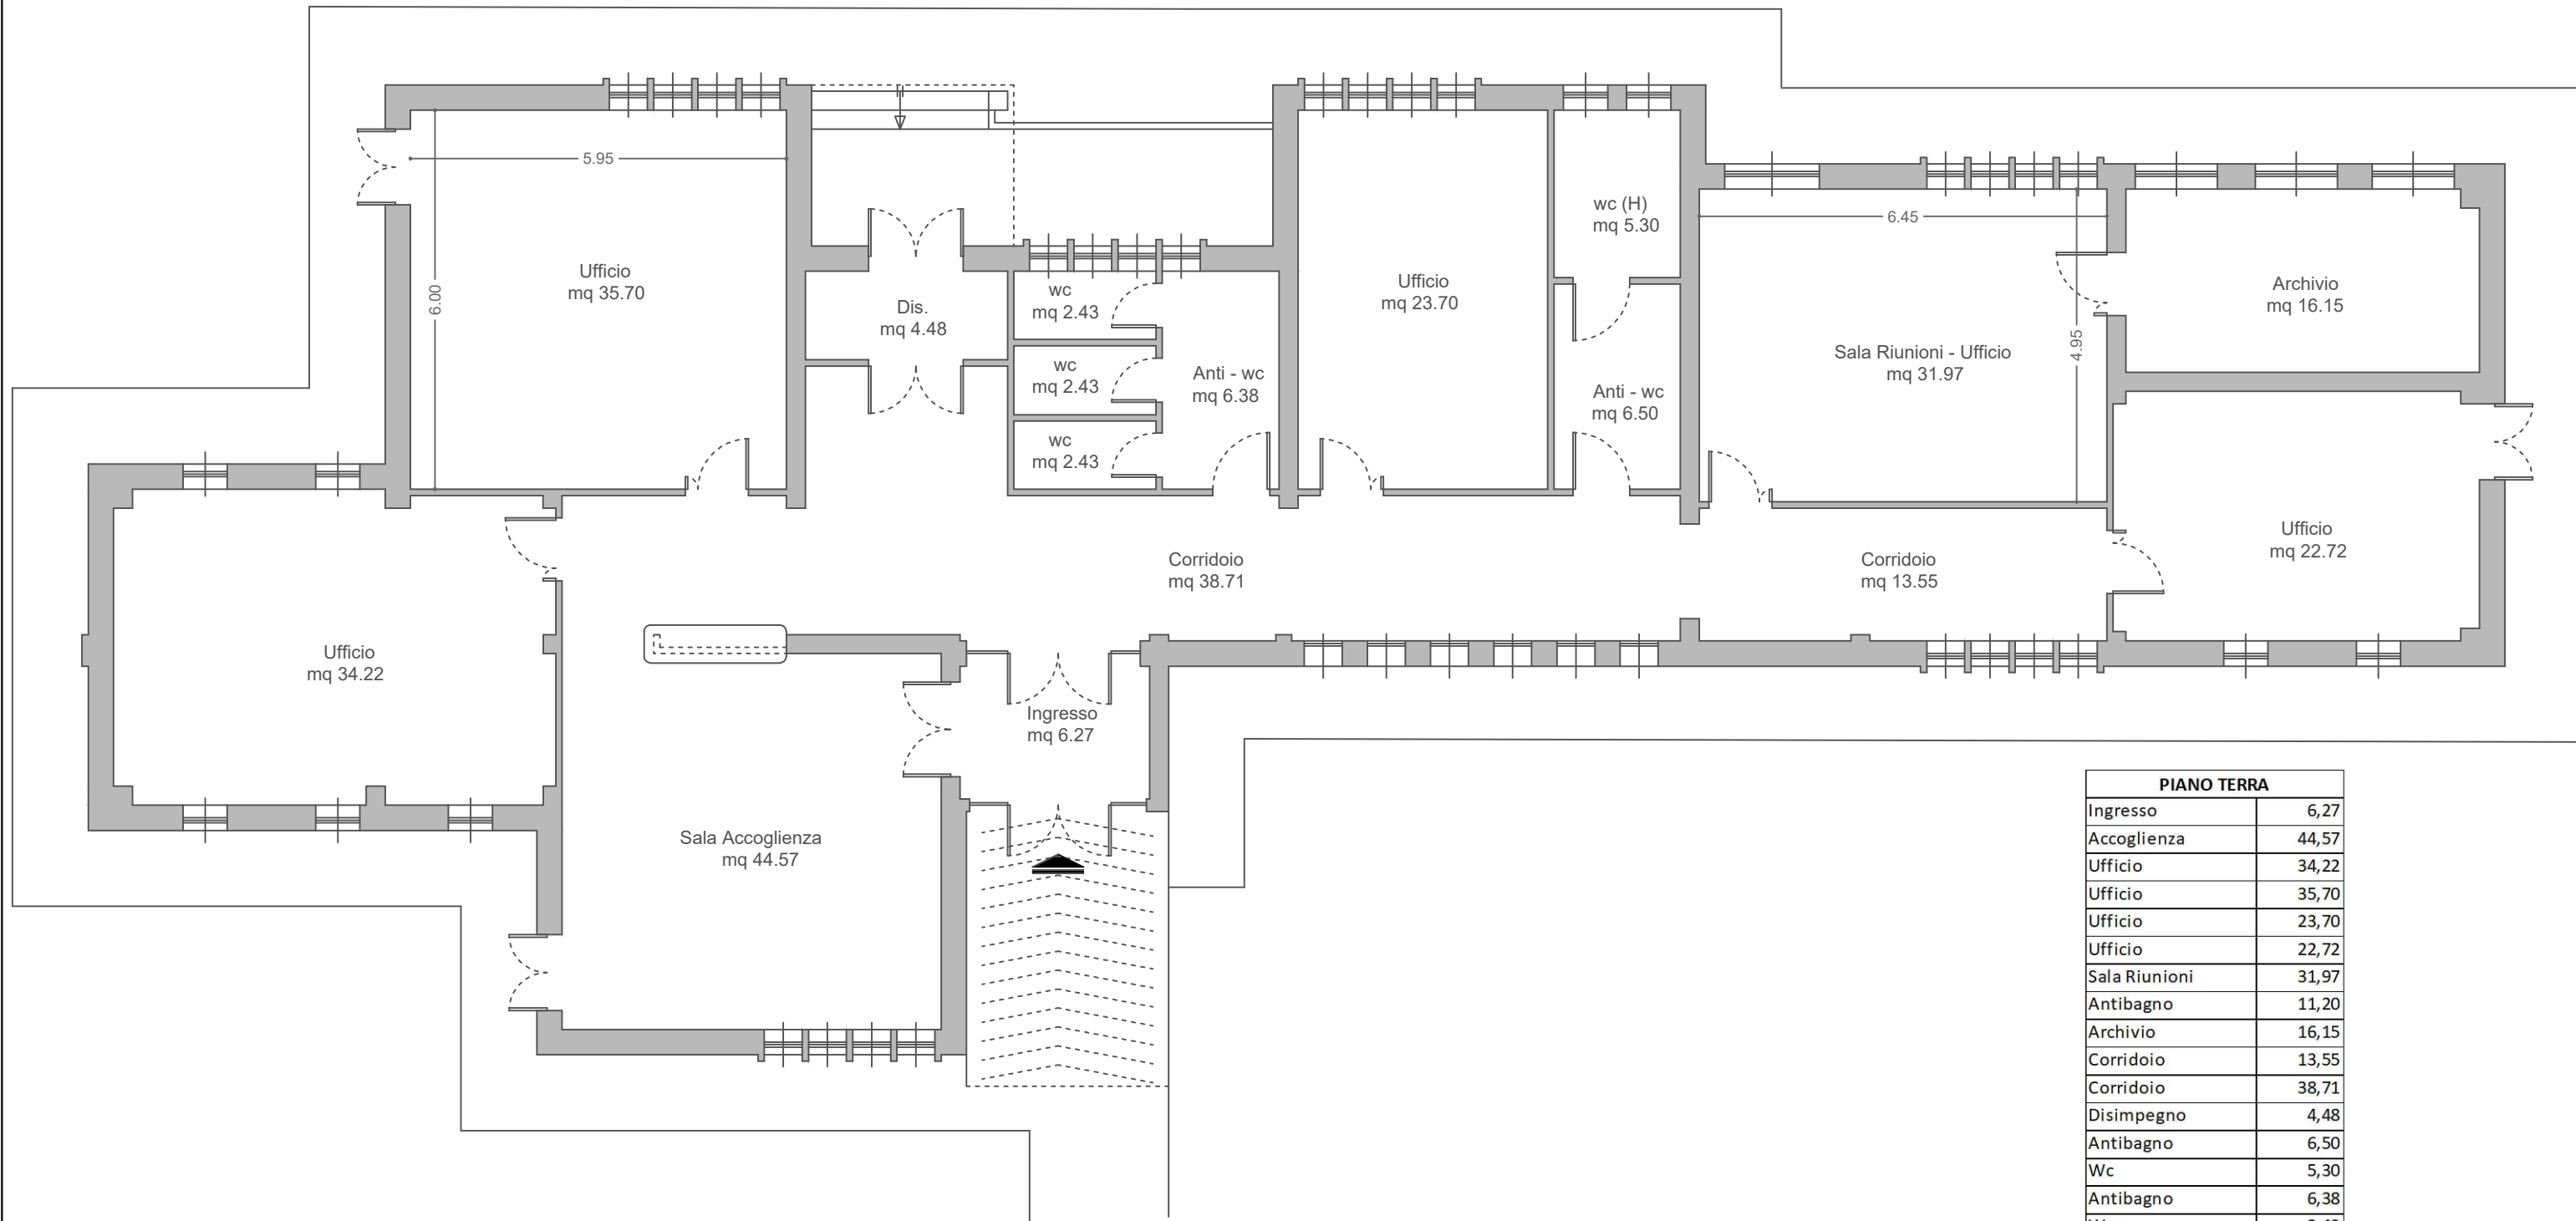 5.95
6.00
Ufficio
mq 35.70
Dis.
mq 4.48
wc
mq 2.43
wc
mq 2.43
wc
mq 2.43
Anti - wc
mq 6.38
Ufficio
mq 23.70
wc (H)
mq 5.30
Anti - wc
mq 6.50
6.45
4.95
Sala Riunioni - Ufficio
mq 31.97
Archivio
mq 16.15
Ufficio
mq 22.72
Corridoio
mq 38.71
Corridoio
mq 13.55
Ufficio
mq 34.22
Ingresso
mq 6.27
Sala Accoglienza
mq 44.57
PIANO TERRA
Ingresso 6,27
Accoglienza 44,57
Ufficio 34,22
Ufficio 35,70
Ufficio 23,70
Ufficio 22,72
Sala Riunioni 31,97
Antibagno 11,20
Archivio 16,15
Corridoio 13,55
Corridoio 38,71
Disimpegno 4,48
Antibagno 6,50
Wc 5,30
Antibagno 6,38